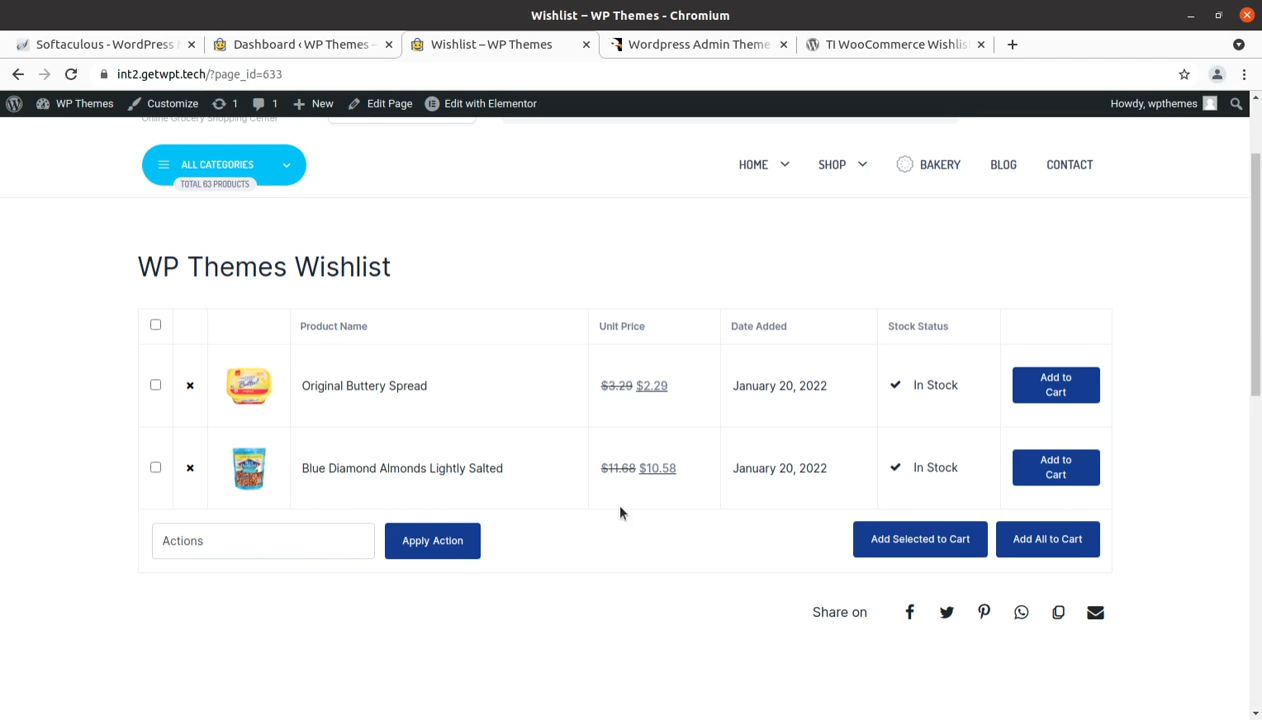 Wishlist – WP Themes - Chromium
Softaculous - WordPress
Dashboard ‹ WP Themes
Wishlist – WP Themes
Wordpress Admin Theme
TI WooCommerce Wishlis
int2.getwpt.tech/?page_id=633
WP Themes
Customize
1
1
New
Edit Page
Edit with Elementor
Howdy, wpthemes
Online Grocery Shopping Center
ALL CATEGORIES
TOTAL 63 PRODUCTS
HOME
SHOP
BAKERY
BLOG
CONTACT
WP Themes Wishlist
Product Name
Unit Price
Date Added
Stock Status
Original Buttery Spread
$3.29 $2.29
January 20, 2022
In Stock
Add to
Cart
Blue Diamond Almonds Lightly Salted
$11.68 $10.58
January 20, 2022
In Stock
Add to
Cart
Actions
Apply Action
Add Selected to Cart
Add All to Cart
Share on